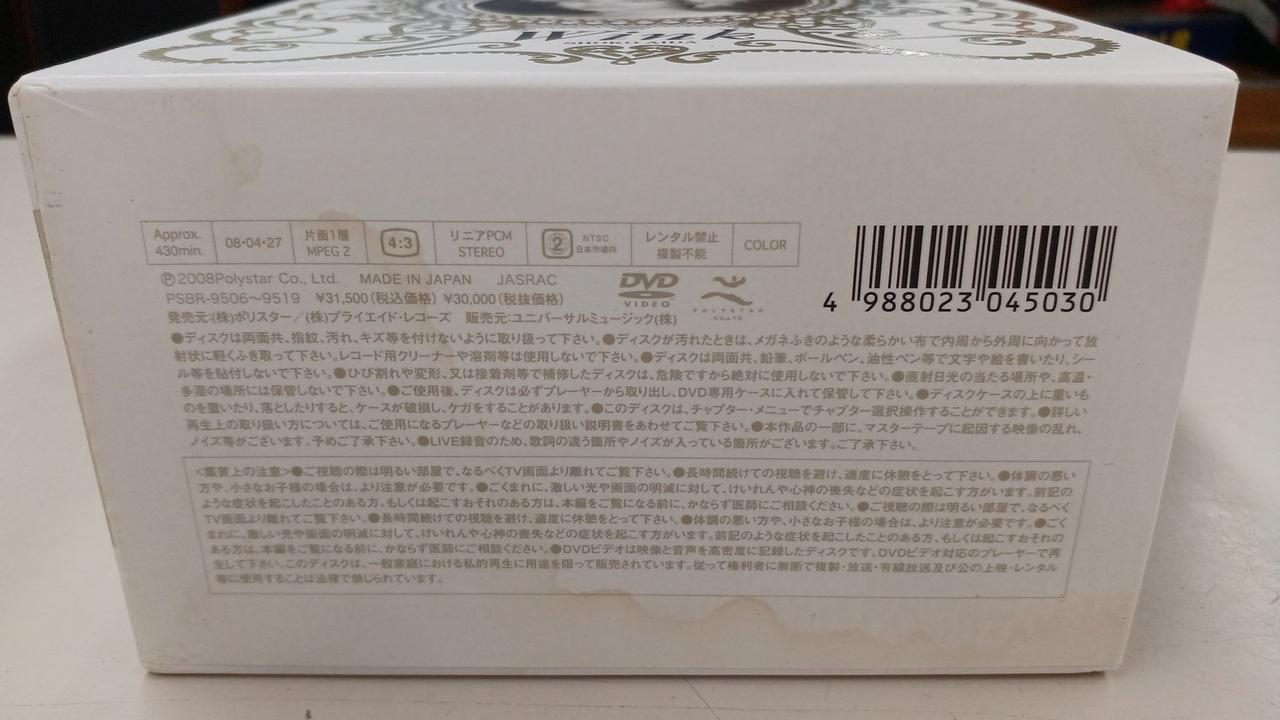 Wink
Approx.
430min.
08・04・27
片面1層
MPEG 2
4:3
リニアPCM
STEREO
2
NTSC
日本市場向
レンタル禁止
複製不能
COLOR
Ⓟ2008Polystar Co., Ltd. MADE IN JAPAN JASRAC
PSBR-9506〜9519 ¥31,500(税込価格) ¥30,000(税抜価格)
発売元:(株)ポリスター/(株)プライエイド・レコーズ 販売元:ユニバーサルミュージック(株)
DVD
VIDEO
POLYSTAR
CO.LTD.
4 988023 045030
●ディスクは両面共、指紋、汚れ、キズ等を付けないように取り扱って下さい。●ディスクが汚れたときは、メガネふきのような柔らかい布で内周から外周に向かって放
射状に軽くふき取って下さい。レコード用クリーナーや溶剤等は使用しないで下さい。●ディスクは両面共、鉛筆、ボールペン、油性ペン等で文字や絵を書いたり、シー
ル等を貼付しないで下さい。●ひび割れや変形、又は接着剤等で補修したディスクは、危険ですから絶対に使用しないで下さい。●直射日光の当たる場所や、高温・
多湿の場所には保管しないで下さい。●ご使用後、ディスクは必ずプレーヤーから取り出し、DVD専用ケースに入れて保管して下さい。●ディスクケースの上に重いも
のを置いたり、落としたりすると、ケースが破損し、ケガをすることがあります。●このディスクは、チャプター・メニューでチャプター選択操作することができます。●詳しい
再生上の取り扱い方については、ご使用になるプレーヤーなどの取り扱い説明書をあわせてご覧下さい。●本作品の一部に、マスターテープに起因する映像の乱れ、
ノイズ等がございます。予めご了承下さい。●LIVE録音のため、歌詞の違う箇所やノイズが入っている箇所がございます。ご了承下さい。
<鑑賞上の注意>●ご視聴の際は明るい部屋で、なるべくTV画面より離れてご覧下さい。●長時間続けての視聴を避け、適度に休憩をとって下さい。●体調の悪い
方や、小さなお子様の場合は、より注意が必要です。●ごくまれに、激しい光や画面の明滅に対して、けいれんや心神の喪失などの症状を起こす方がいます。前記の
ような症状を起こしたことのある方、もしくは起こすおそれのある方は、本編をご覧になる前に、かならず医師にご相談ください。●ご視聴の際は明るい部屋で、なるべく
TV画面より離れてご覧下さい。●長時間続けての視聴を避け、適度に休憩をとって下さい。●体調の悪い方や、小さなお子様の場合は、より注意が必要です。●ごく
まれに、激しい光や画面の明滅に対して、けいれんや心神の喪失などの症状を起こす方がいます。前記のような症状を起こしたことのある方、もしくは起こすおそれの
ある方は、本編をご覧になる前に、かならず医師にご相談ください。●DVDビデオは映像と音声を高密度に記録したディスクです。DVDビデオ対応のプレーヤーで再
生して下さい。このディスクは、一般家庭における私的再生に用途を限って販売されています。従って権利者に無断で複製・放送・有線放送及び公の上映・レンタル
等に使用することは法律で禁じられています。